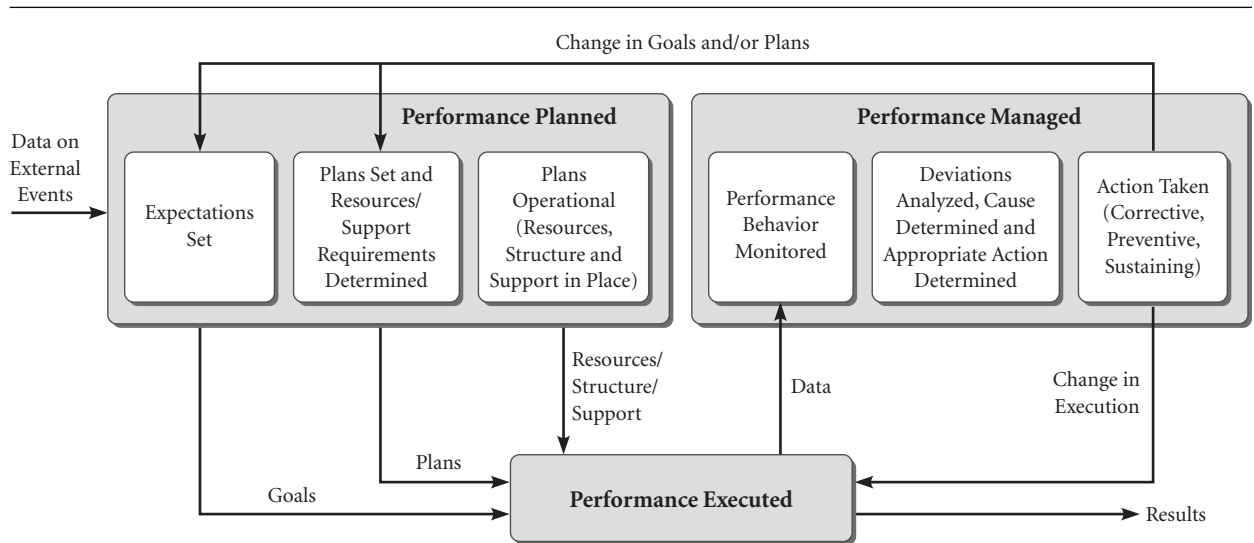 Change in Goals and/or Plans
Performance Planned
Performance Managed
Data on
External
Events
Expectations
Set
Plans Set and
Resources/
Support
Requirements
Determined
Plans
Operational
(Resources,
Structure and
Support in Place)
Performance
Behavior
Monitored
Deviations
Analyzed, Cause
Determined and
Appropriate Action
Determined
Action Taken
(Corrective,
Preventive,
Sustaining)
Resources/
Structure/
Support
Data
Change in
Execution
Plans
Goals
Performance Executed
Results